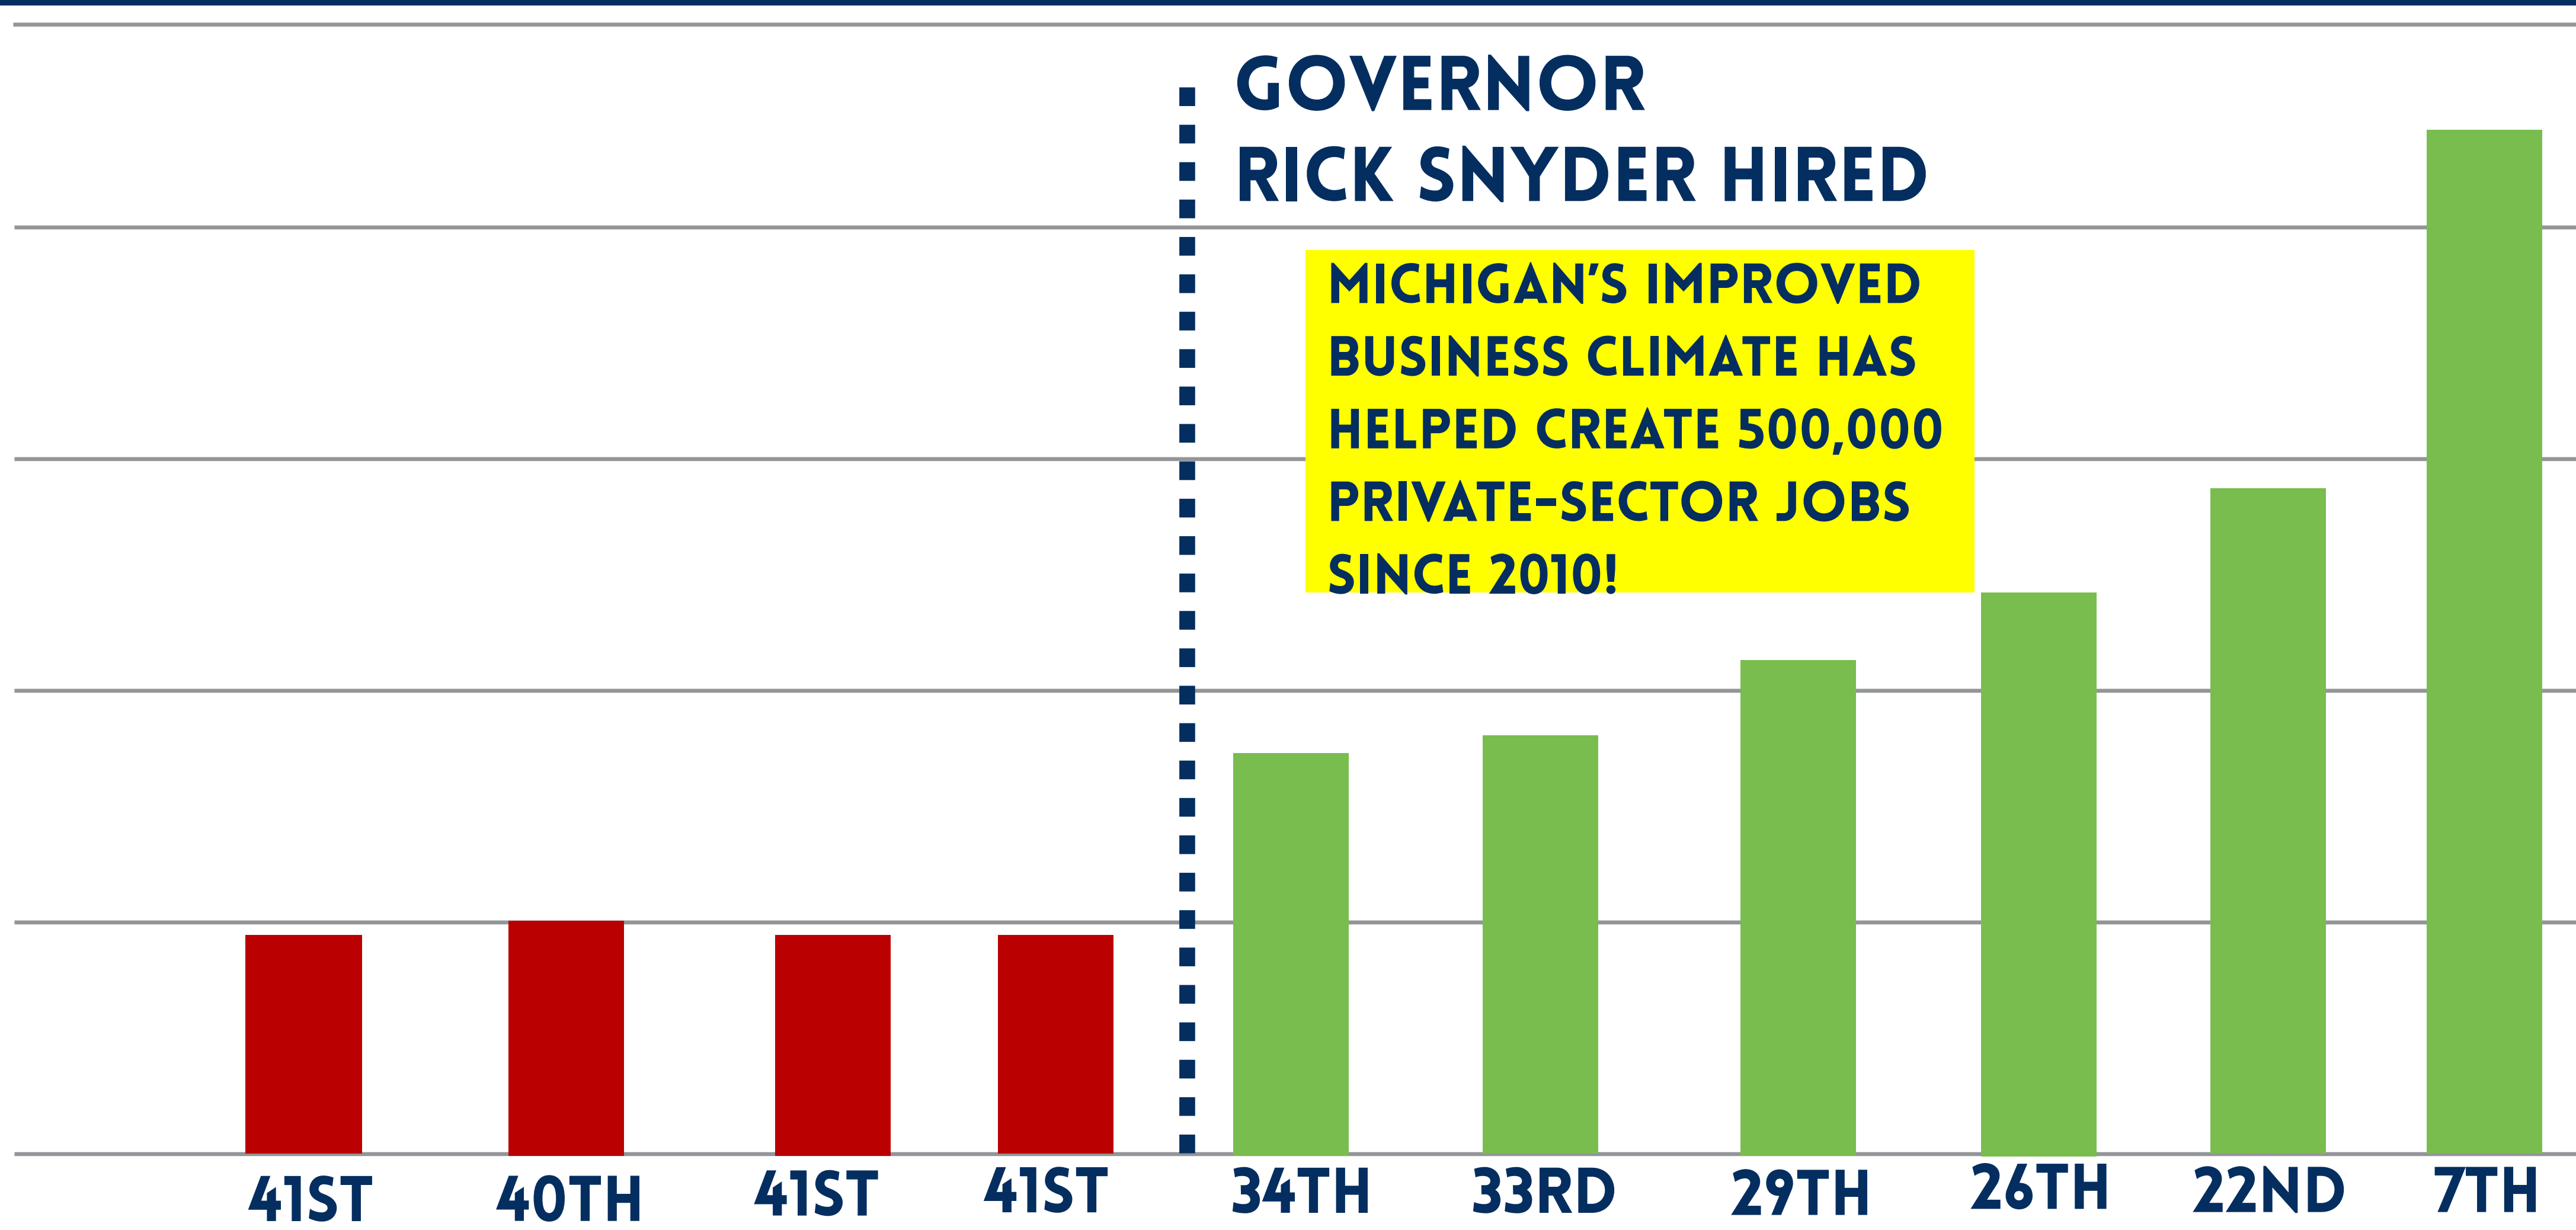 GOVERNOR
RICK SNYDER HIRED
MICHIGAN'S IMPROVED
BUSINESS CLIMATE HAS
HELPED CREATE 500,000
PRIVATE-SECTOR JOBS
SINCE 2010!
41ST 40TH 41ST 41ST 34TH 33RD 29TH 26TH 22ND 7TH